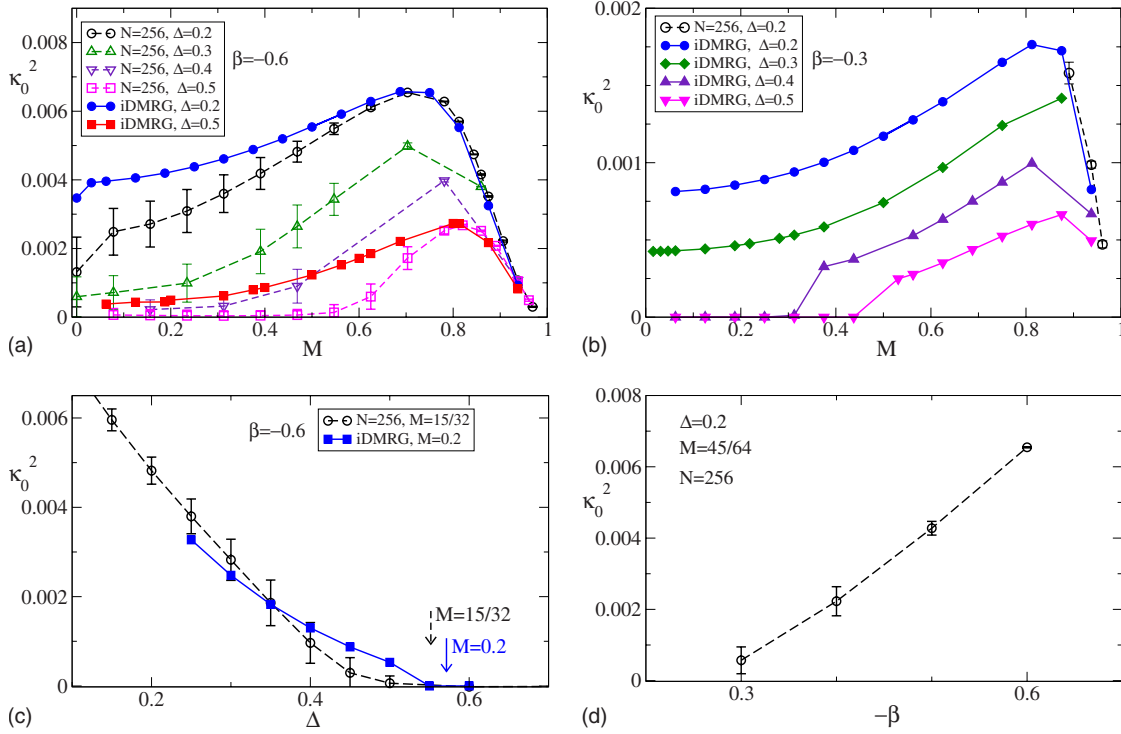 0.008
0.006
0.004
0.002
0
κ₀²
N=256, Δ=0.2
N=256, Δ=0.3
N=256, Δ=0.4
N=256, Δ=0.5
iDMRG, Δ=0.2
iDMRG, Δ=0.5
β=−0.6
0 0.2 0.4 0.6 0.8 1
M
(a)
0.002
0.001
0
κ₀²
N=256, Δ=0.2
iDMRG, Δ=0.2
iDMRG, Δ=0.3
iDMRG, Δ=0.4
iDMRG, Δ=0.5
β=−0.3
0 0.2 0.4 0.6 0.8 1
M
(b)
0.006
0.004
0.002
0
κ₀²
β=−0.6
N=256, M=15/32
iDMRG, M=0.2
M=15/32
M=0.2
0.2 0.4 0.6
Δ
(c)
0.008
0.006
0.004
0.002
0
κ₀²
Δ=0.2
M=45/64
N=256
0.3 0.6
−β
(d)